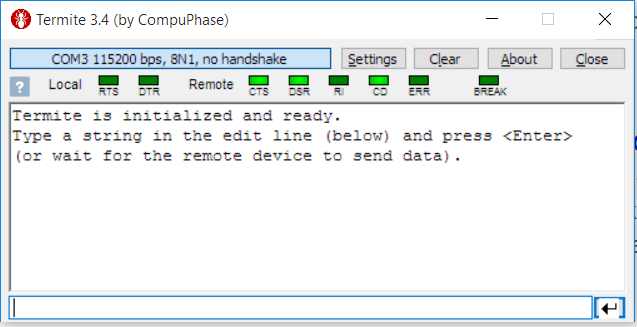 Termite 3.4 (by CompuPhase)
COM3 115200 bps, 8N1, no handshake Settings Clear About Close
? Local RTS DTR Remote CTS DSR RI CD ERR BREAK
Termite is initialized and ready.
Type a string in the edit line (below) and press <Enter>
(or wait for the remote device to send data).